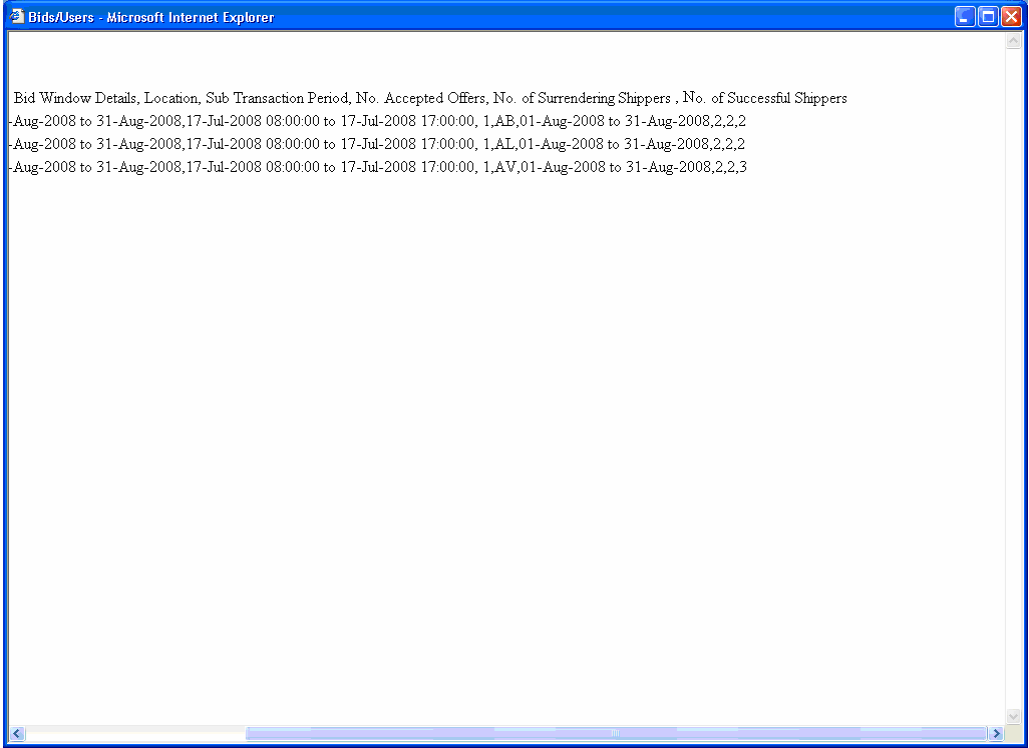 Bids/Users - Microsoft Internet Explorer
Bid Window Details, Location, Sub Transaction Period, No. Accepted Offers, No. of Surrendering Shippers , No. of Successful Shippers
-Aug-2008 to 31-Aug-2008,17-Jul-2008 08:00:00 to 17-Jul-2008 17:00:00, 1,AB,01-Aug-2008 to 31-Aug-2008,2,2,2
-Aug-2008 to 31-Aug-2008,17-Jul-2008 08:00:00 to 17-Jul-2008 17:00:00, 1,AL,01-Aug-2008 to 31-Aug-2008,2,2,2
-Aug-2008 to 31-Aug-2008,17-Jul-2008 08:00:00 to 17-Jul-2008 17:00:00, 1,AV,01-Aug-2008 to 31-Aug-2008,2,2,3